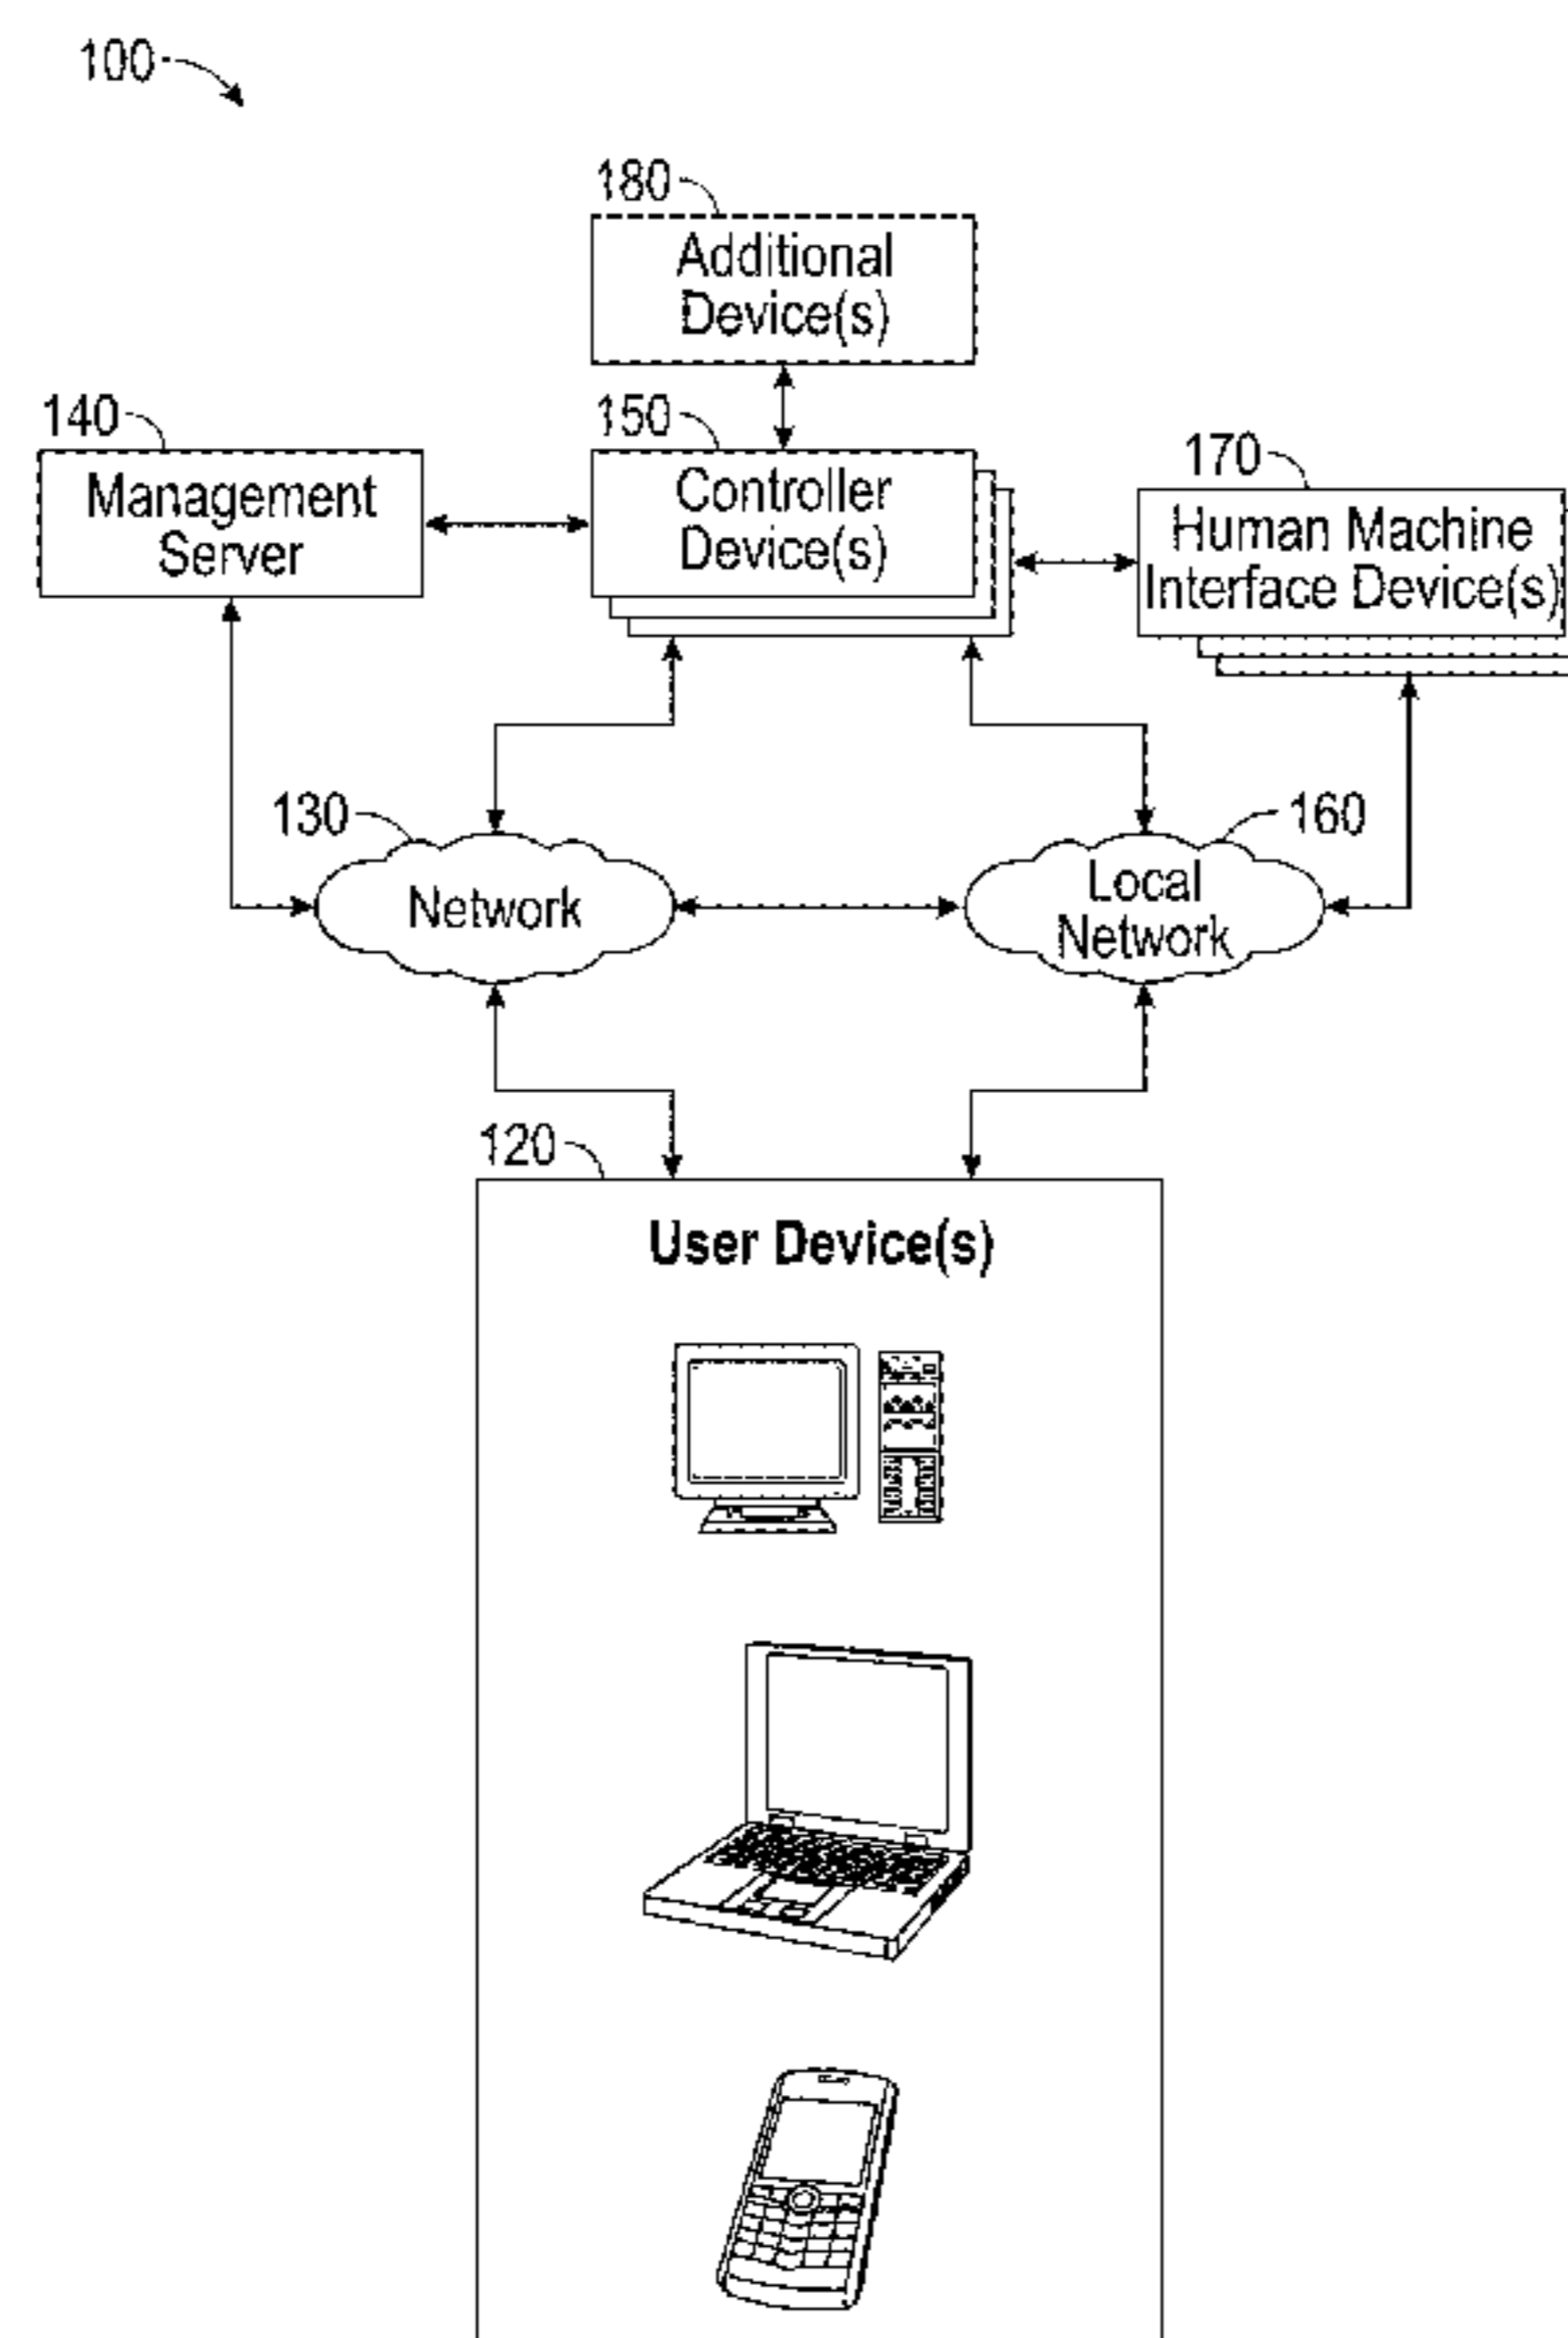 100
180
Additional
Device(s)
140
Management
Server
150
Controller
Device(s)
170
Human Machine
Interface Device(s)
130
Network
160
Local
Network
120
User Device(s)